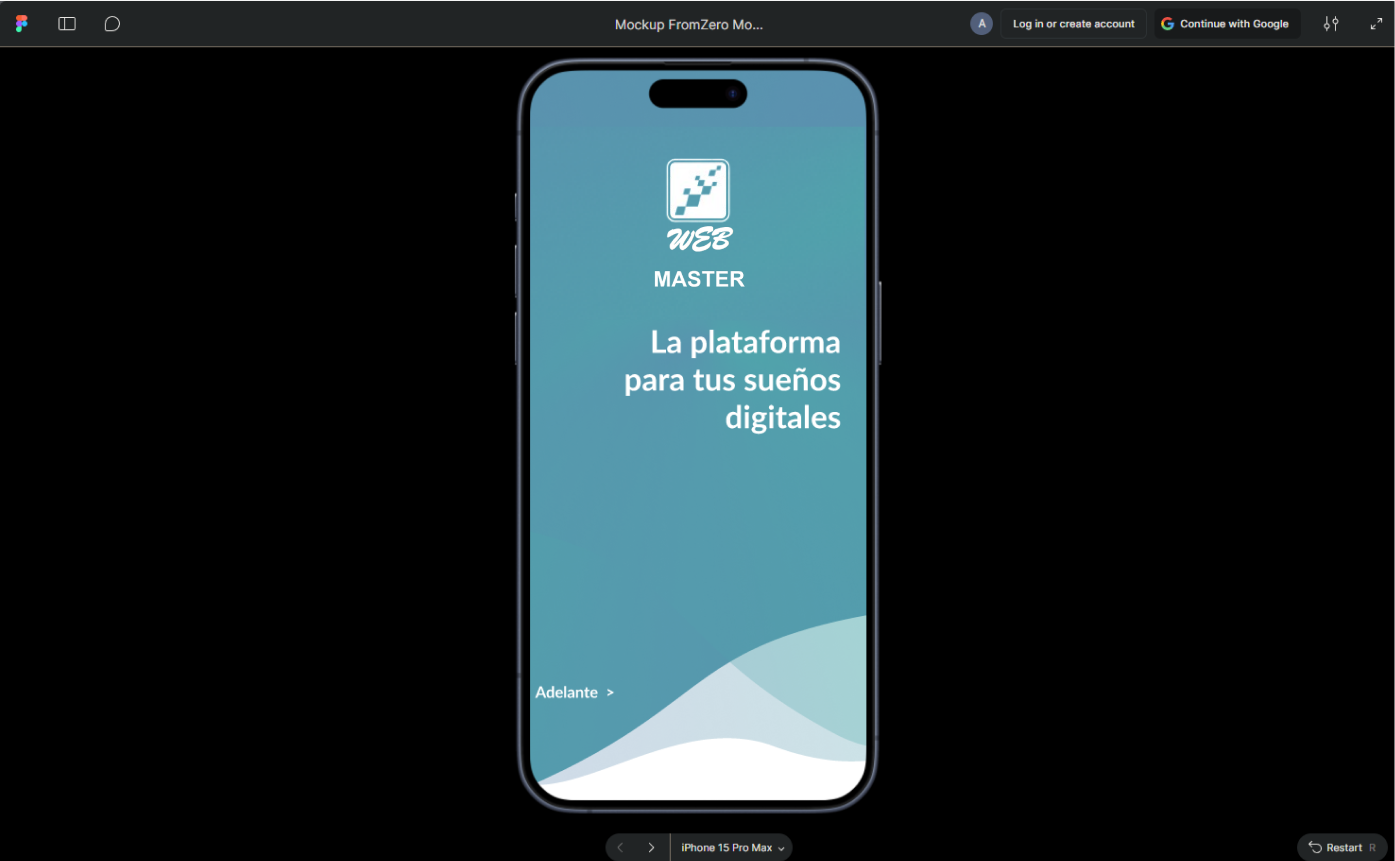 Mockup FromZero Mo...
A
Log in or create account
Continue with Google
WEB
MASTER
La plataforma
para tus sueños
digitales
Adelante >
iPhone 15 Pro Max
Restart R